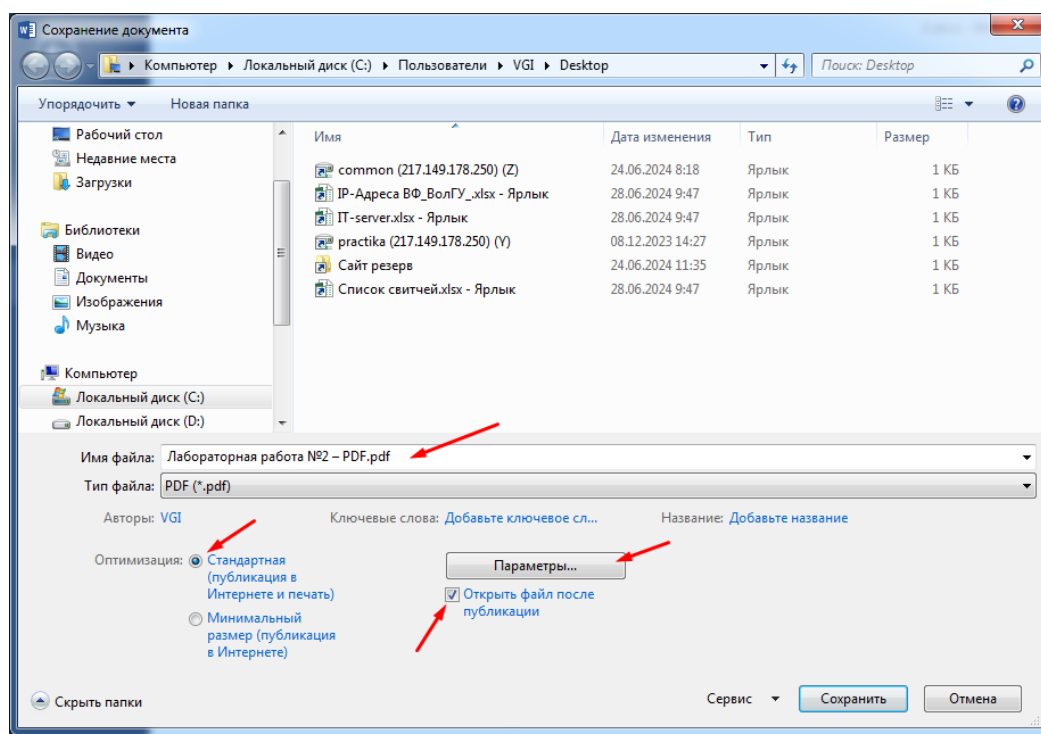 Сохранение документа
Компьютер Локальный диск (C:) Пользователи VGI Desktop
Поиск: Desktop
Упорядочить Новая папка
Рабочий стол
Недавние места
Загрузки
Библиотеки
Видео
Документы
Изображения
Музыка
Компьютер
Локальный диск (C:)
Локальный диск (D:)
Имя Дата изменения Тип Размер
common (217.149.178.250) (Z) 24.06.2024 8:18 Ярлык 1 КБ
IP-Адреса ВФ_ВолГУ_.xlsx - Ярлык 28.06.2024 9:47 Ярлык 1 КБ
IT-server.xlsx - Ярлык 28.06.2024 9:47 Ярлык 1 КБ
practika (217.149.178.250) (Y) 08.12.2023 14:27 Ярлык 1 КБ
Сайт резерв 24.06.2024 11:35 Ярлык 1 КБ
Список свитчей.xlsx - Ярлык 28.06.2024 9:47 Ярлык 1 КБ
Имя файла: Лабораторная работа №2 – PDF.pdf
Тип файла: PDF (*.pdf)
Авторы: VGI Ключевые слова: Добавьте ключевое сл... Название: Добавьте название
Оптимизация: Стандартная
(публикация в
Интернете и печать)
Минимальный
размер (публикация
в Интернете)
Параметры...
Открыть файл после
публикации
Скрыть папки Сервис Сохранить Отмена